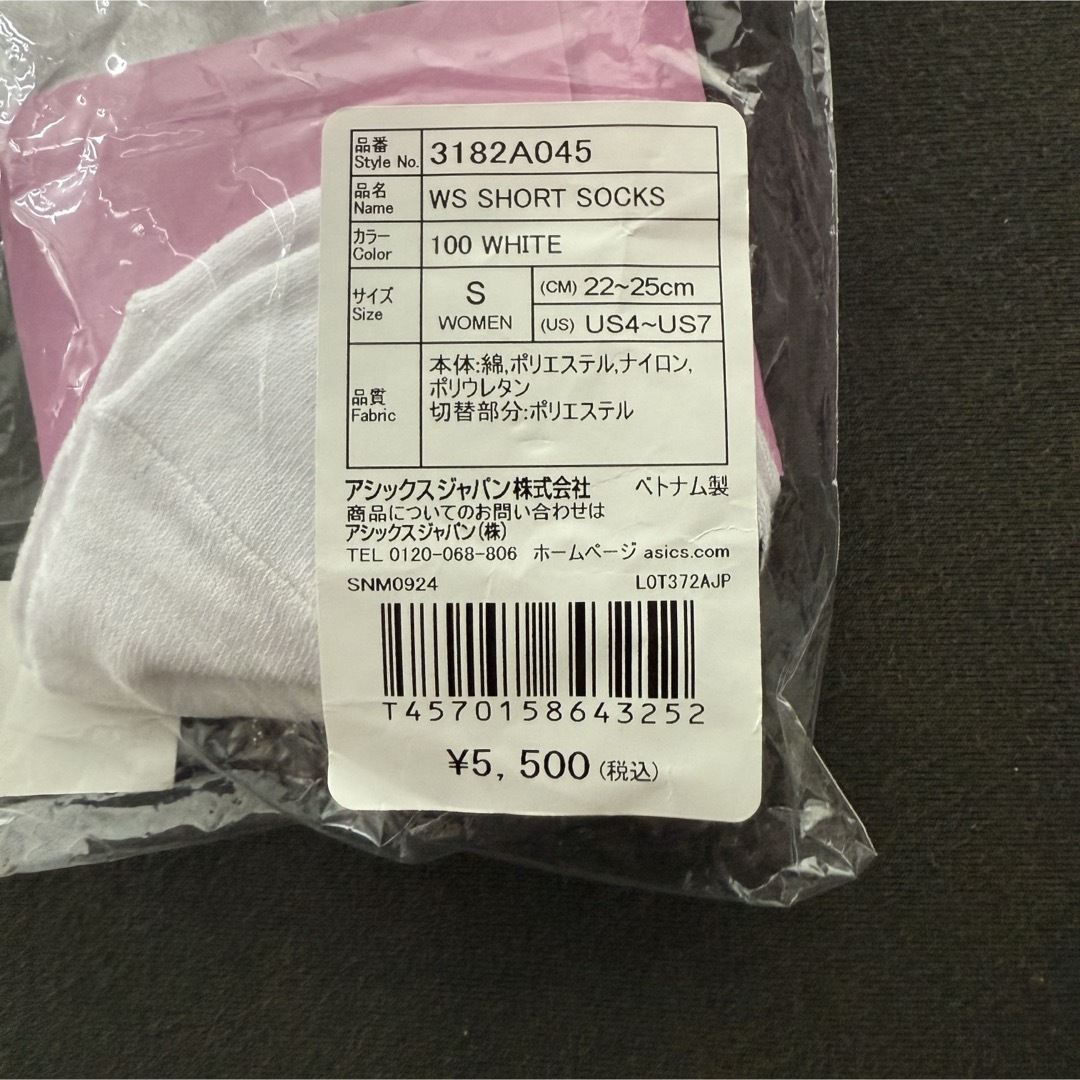 品番
Style No.
3182A045
品名
Name
WS SHORT SOCKS
カラー
Color
100 WHITE
サイズ
Size
S
WOMEN
(CM) 22~25cm
(US) US4~US7
品質
Fabric
本体:綿,ポリエステル,ナイロン,
ポリウレタン
切替部分:ポリエステル
アシックスジャパン株式会社 ベトナム製
商品についてのお問い合わせは
アシックスジャパン(株)
TEL 0120-068-806 ホームページ asics.com
SNM0924 LOT372AJP
T4570158643252
¥5,500(税込)